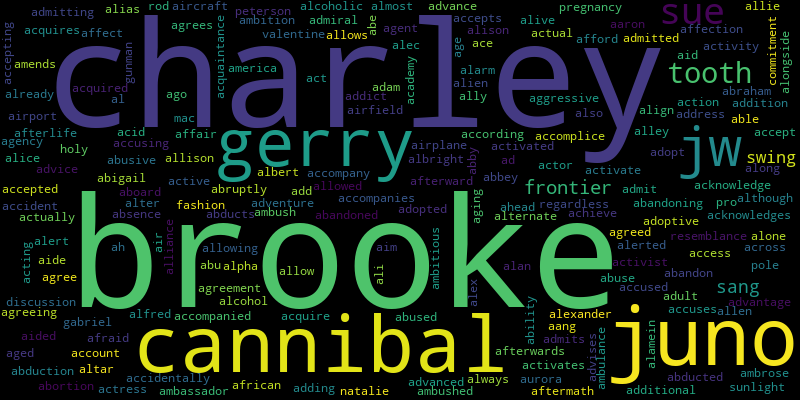 admitting alias rod aircraft peterson alcoholic almost advance pregnancy sue allie
acquires affect agrees ambition admiral abe agent accepts alive aaron affection
accepting gunman acquaintance valentine allows alec age ace alison actual afford admitted activity commitment alongside
charley
amends america act academy alarm alien aid tooth
already acquired al ago addict adam ally aggressive align action abraham addition
airport mac airfield also address able
afterlife acid accusing affair gerry according accomplice alley jw accept
agency holy airplane activated adopt swing
alice abusive allison albright abby ad actor activate along
advice abigail albert accompany abbey frontier admit acknowledge
accepted aboard active abruptly add allowed afterward aging ahead regardless abandoning pro although
accident alter fashion adventure accompanies adopted alternate achieve adoptive acknowledges
actually absence abducts ambush abandoned agreed resemblance alone
brooke
acting alert ah air alliance allowing aim ambitious alerted across
aide abu alpha allow ali alex alan activist access pole
agree agreement abuse accused abandon sang
discussion alcohol adult advantage
agreeing alfred accompanied acquire abused ability alexander accuses allen
gabriel cannibal aang juno
aided afraid admits alamein
aged account afterwards advises ambulance
abduction altar accidentally activates abducted ambrose
abortion actress ambassador african adding natalie advanced ambushed always aurora aftermath additional sunlight